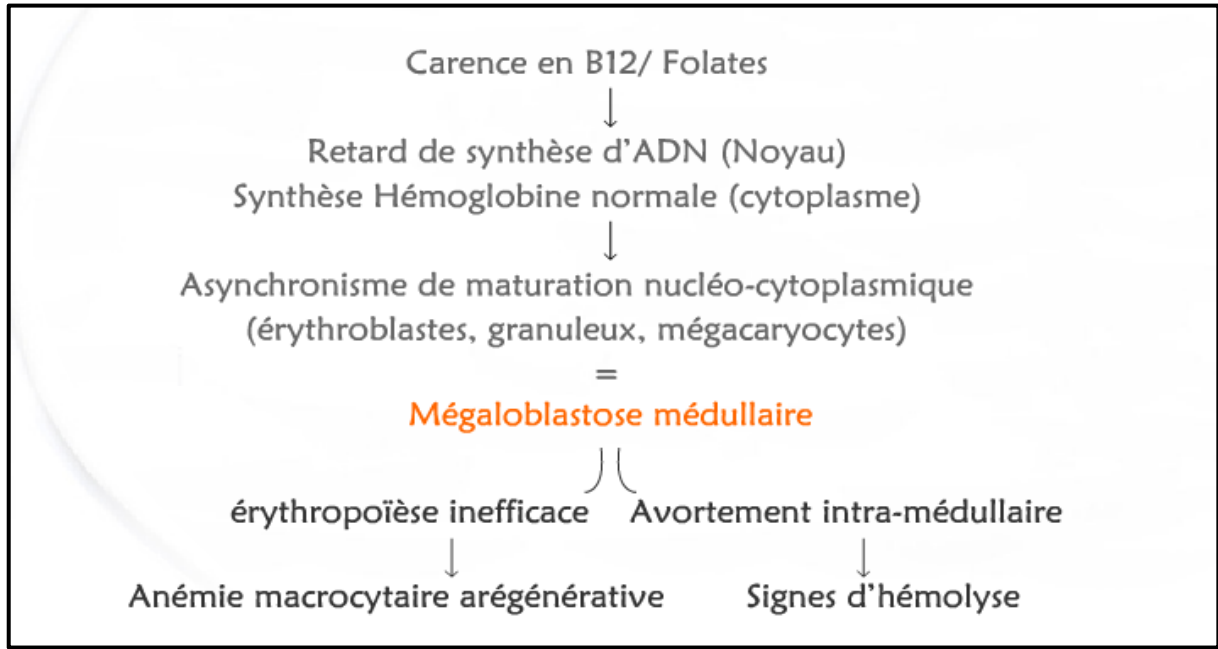 Carence en B12/ Folates
↓
Retard de synthèse d'ADN (Noyau)
Synthèse Hémoglobine normale (cytoplasme)
↓
Asynchronisme de maturation nucléo-cytoplasmique
(érythroblastes, granuleux, mégacaryocytes)
=
Mégaloblastose médullaire
érythropoïèse inefficace Avortement intra-médullaire
↓ ↓
Anémie macrocytaire arégénérative Signes d'hémolyse